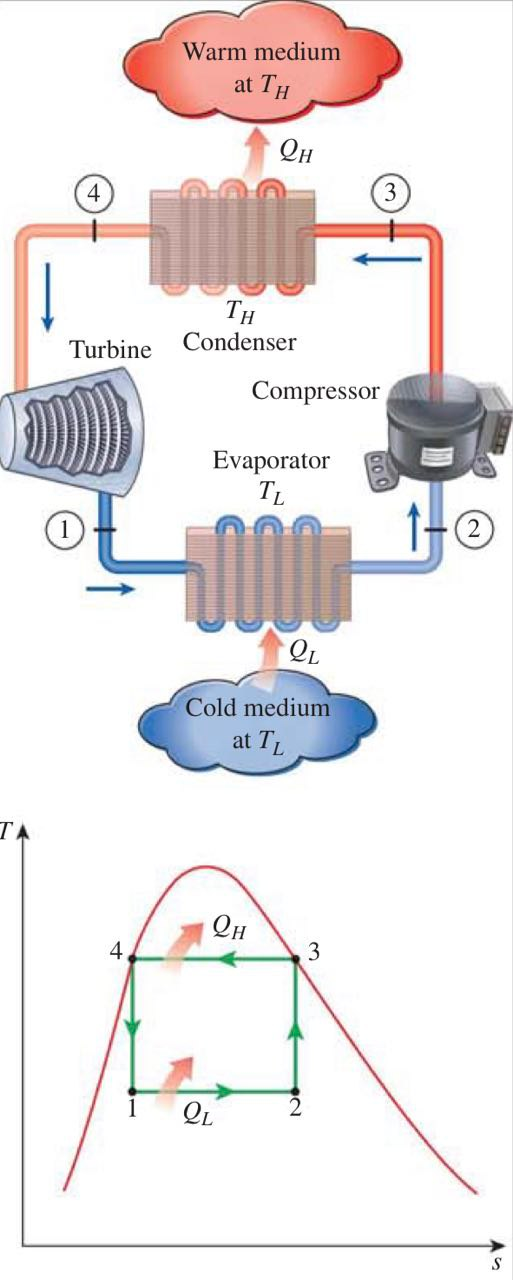 Warm medium
at T_H
Q_H
4
3
T_H
Condenser
Turbine
Compressor
Evaporator
T_L
1
2
Q_L
Cold medium
at T_L
T
Q_H
4
3
1
Q_L
2
s